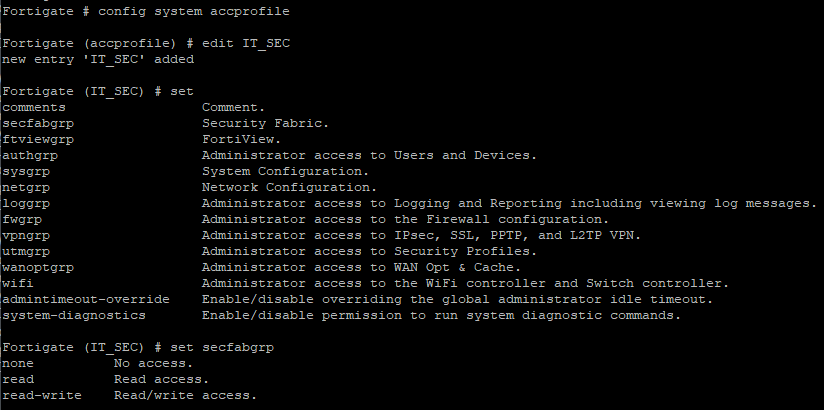 Fortigate # config system accprofile
Fortigate (accprofile) # edit IT_SEC
new entry 'IT_SEC' added
Fortigate (IT_SEC) # set
comments                 Comment.
secfabgrp                Security Fabric.
ftviewgrp                FortiView.
authgrp                  Administrator access to Users and Devices.
sysgrp                   System Configuration.
netgrp                   Network Configuration.
loggrp                   Administrator access to Logging and Reporting including viewing log messages.
fwgrp                    Administrator access to the Firewall configuration.
vpngrp                   Administrator access to IPsec, SSL, PPTP, and L2TP VPN.
utmgrp                   Administrator access to Security Profiles.
wanoptgrp                Administrator access to WAN Opt & Cache.
wifi                     Administrator access to the WiFi controller and Switch controller.
admintimeout-override    Enable/disable overriding the global administrator idle timeout.
system-diagnostics       Enable/disable permission to run system diagnostic commands.
Fortigate (IT_SEC) # set secfabgrp
none          No access.
read          Read access.
read-write    Read/write access.